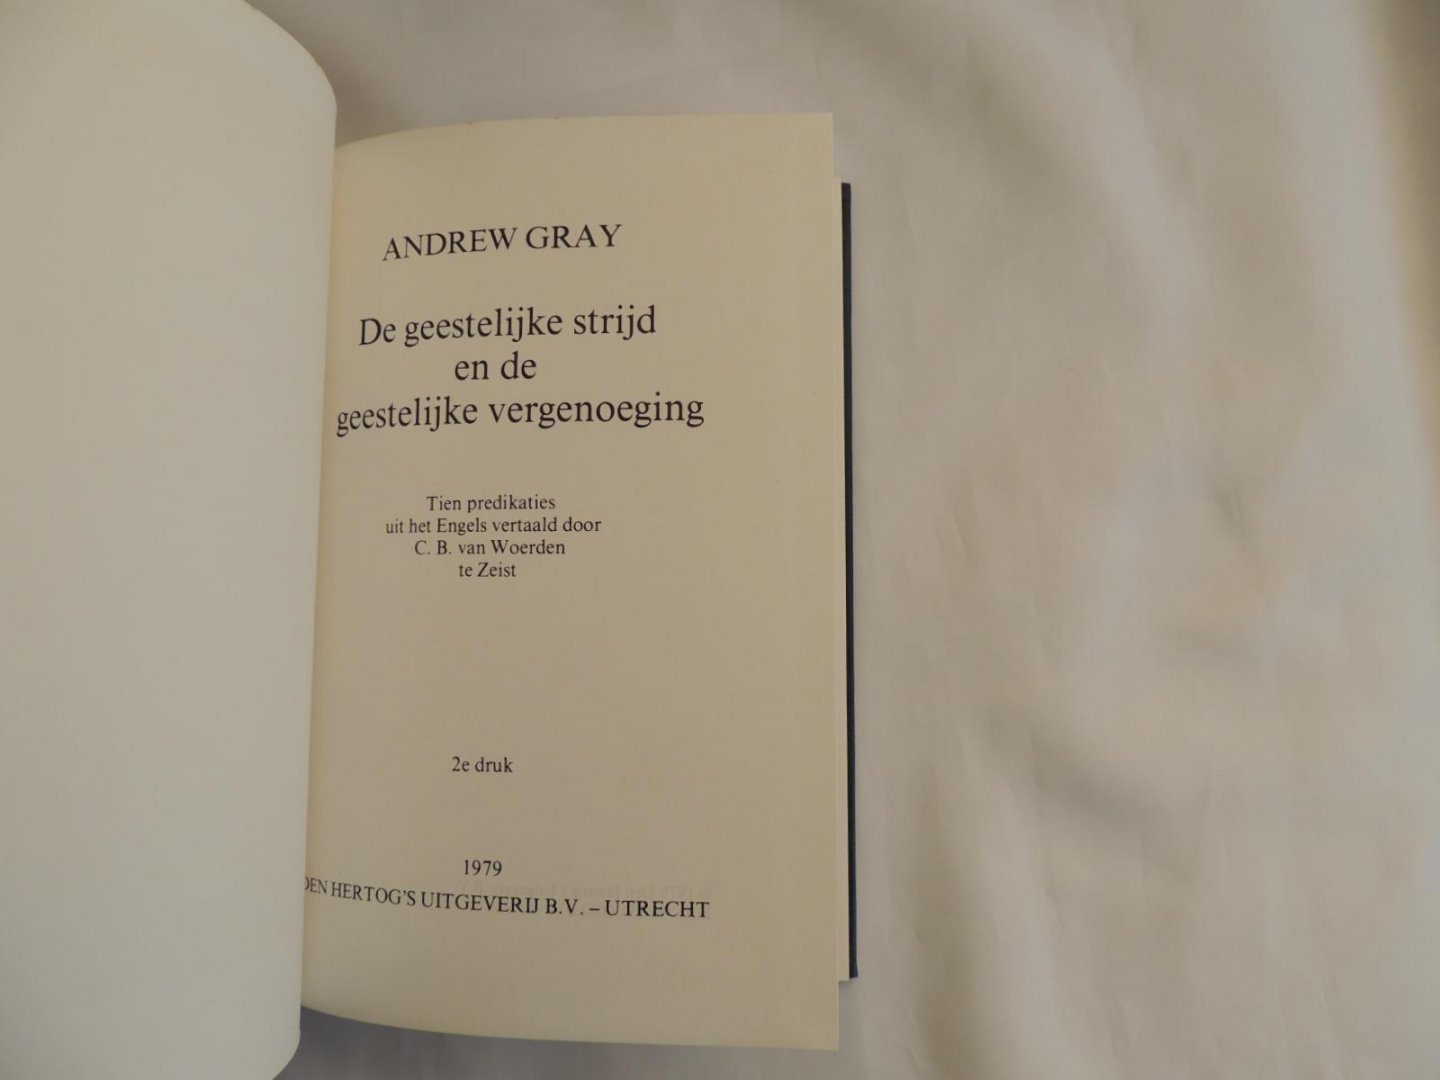 ANDREW GRAY
De geestelijke strijd
en de
geestelijke vergenoeging
Tien predikaties
uit het Engels vertaald door
C. B. van Woerden
te Zeist
2e druk
1979
DEN HERTOG'S UITGEVERIJ B.V. – UTRECHT